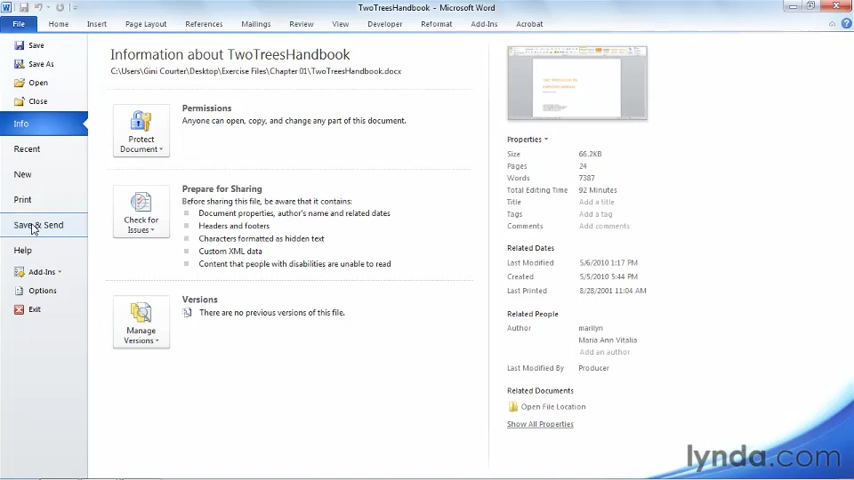 TwoTreesHandbook - Microsoft Word
File Home Insert Page Layout References Mailings Review View Developer Reformat Add-Ins Acrobat
Save
Save As
Open
Close
Info
Recent
New
Print
Save & Send
Help
Add-Ins
Options
Exit
Information about TwoTreesHandbook
C:\Users\Gini Courter\Desktop\Exercise Files\Chapter 01\TwoTreesHandbook.docx
Protect
Document
Permissions
Anyone can open, copy, and change any part of this document.
Check for
Issues
Prepare for Sharing
Before sharing this file, be aware that it contains:
Document properties, author's name and related dates
Headers and footers
Characters formatted as hidden text
Custom XML data
Content that people with disabilities are unable to read
Manage
Versions
Versions
There are no previous versions of this file.
Properties
Size 66.2KB
Pages 24
Words 7387
Total Editing Time 92 Minutes
Title Add a title
Tags Add a tag
Comments Add comments
Related Dates
Last Modified 5/6/2010 1:17 PM
Created 5/5/2010 5:44 PM
Last Printed 8/28/2001 11:04 AM
Related People
Author marilyn
Maria Ann Vitalia
Add an author
Last Modified By Producer
Related Documents
Open File Location
Show All Properties
lynda.com